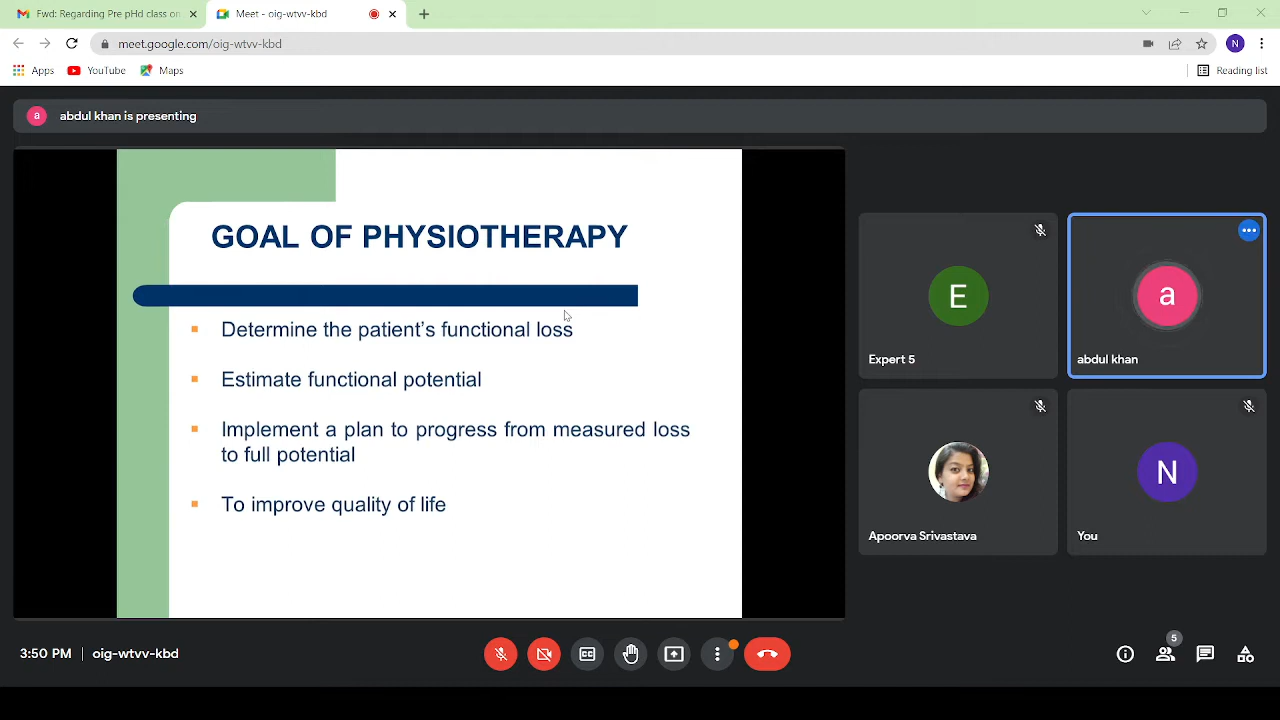 Fwd: Regarding Pre pHd class on
Meet - oig-wtvv-kbd
meet.google.com/oig-wtvv-kbd
N
Apps
YouTube
Maps
Reading list
a
abdul khan is presenting
GOAL OF PHYSIOTHERAPY
Determine the patient’s functional loss
Estimate functional potential
Implement a plan to progress from measured loss
to full potential
To improve quality of life
E
Expert 5
a
abdul khan
Apoorva Srivastava
N
You
3:50 PM
oig-wtvv-kbd
CC
5